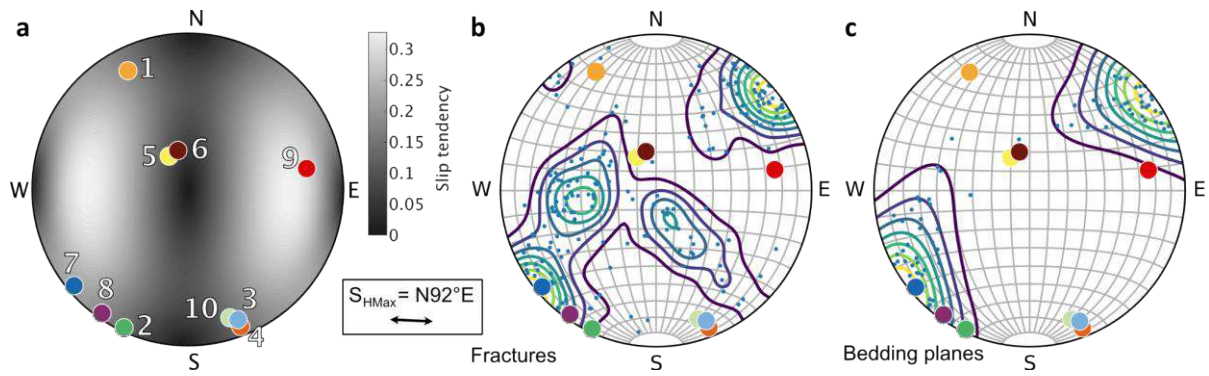 a
N
W
E
S
1
2
3
4
5
6
7
8
9
10
0.3
0.25
0.2
0.15
0.1
0.05
0
Slip tendency
S_HMax = N92°E
b
N
W
E
S
Fractures
c
N
W
E
S
Bedding planes